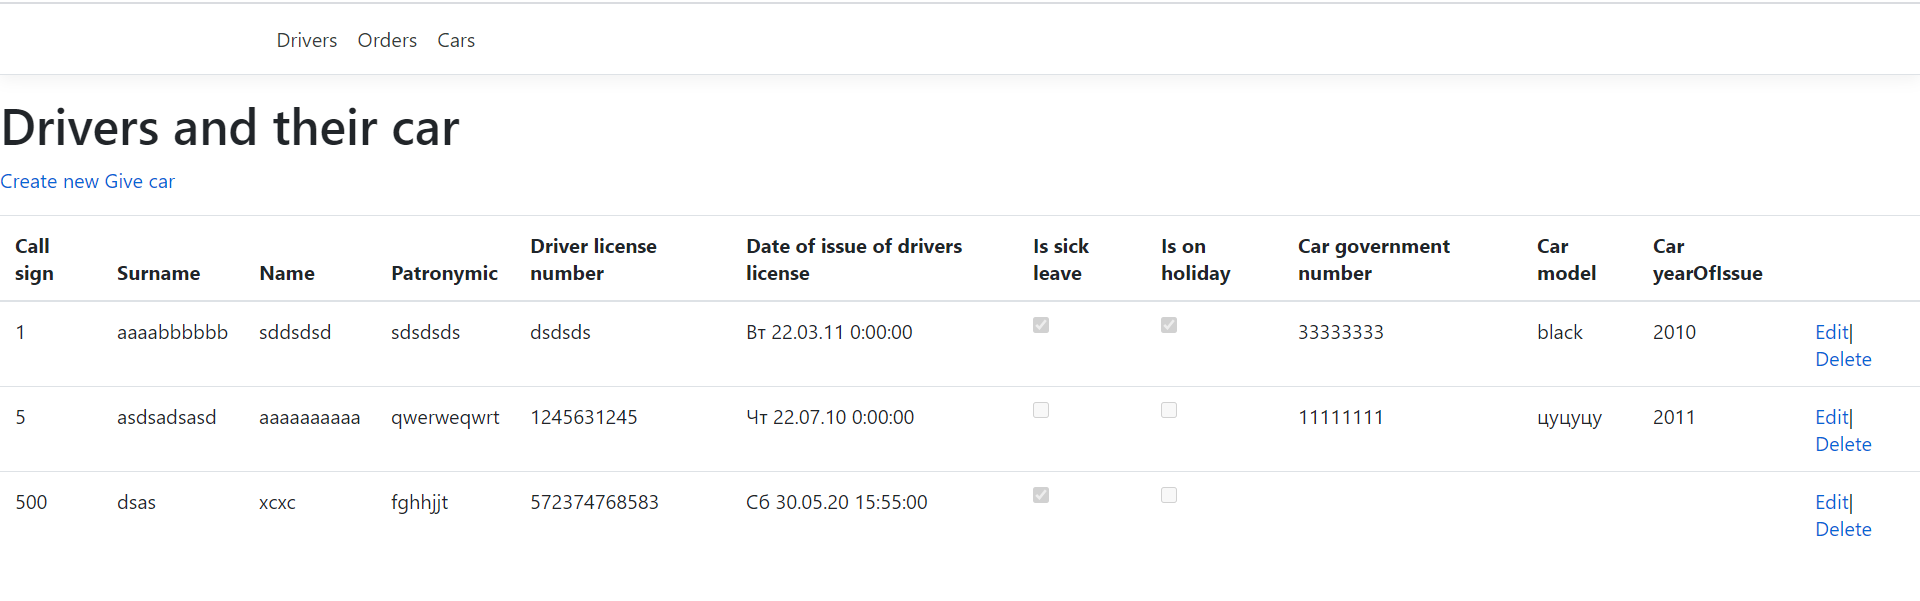 Drivers Orders Cars
Drivers and their car
Create new Give car
Call sign Surname Name Patronymic Driver license number Date of issue of drivers license Is sick leave Is on holiday Car government number Car model Car yearOfIssue
1 aaaabbbbbb sddsdsd sdsdsds dsdsds Вт 22.03.11 0:00:00 33333333 black 2010 Edit| Delete
5 asdsadsasd aaaaaaaaaa qwerweqwrt 1245631245 Чт 22.07.10 0:00:00 11111111 цуцуцу 2011 Edit| Delete
500 dsas xcxc fghhjjt 572374768583 Сб 30.05.20 15:55:00 Edit| Delete